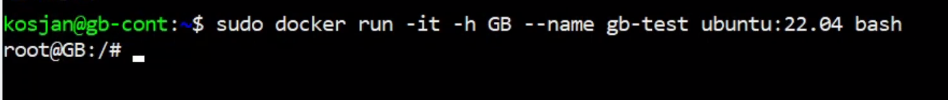 kosjan@gb-cont:~$ sudo docker run -it -h GB --name gb-test ubuntu:22.04 bash
root@GB:/#